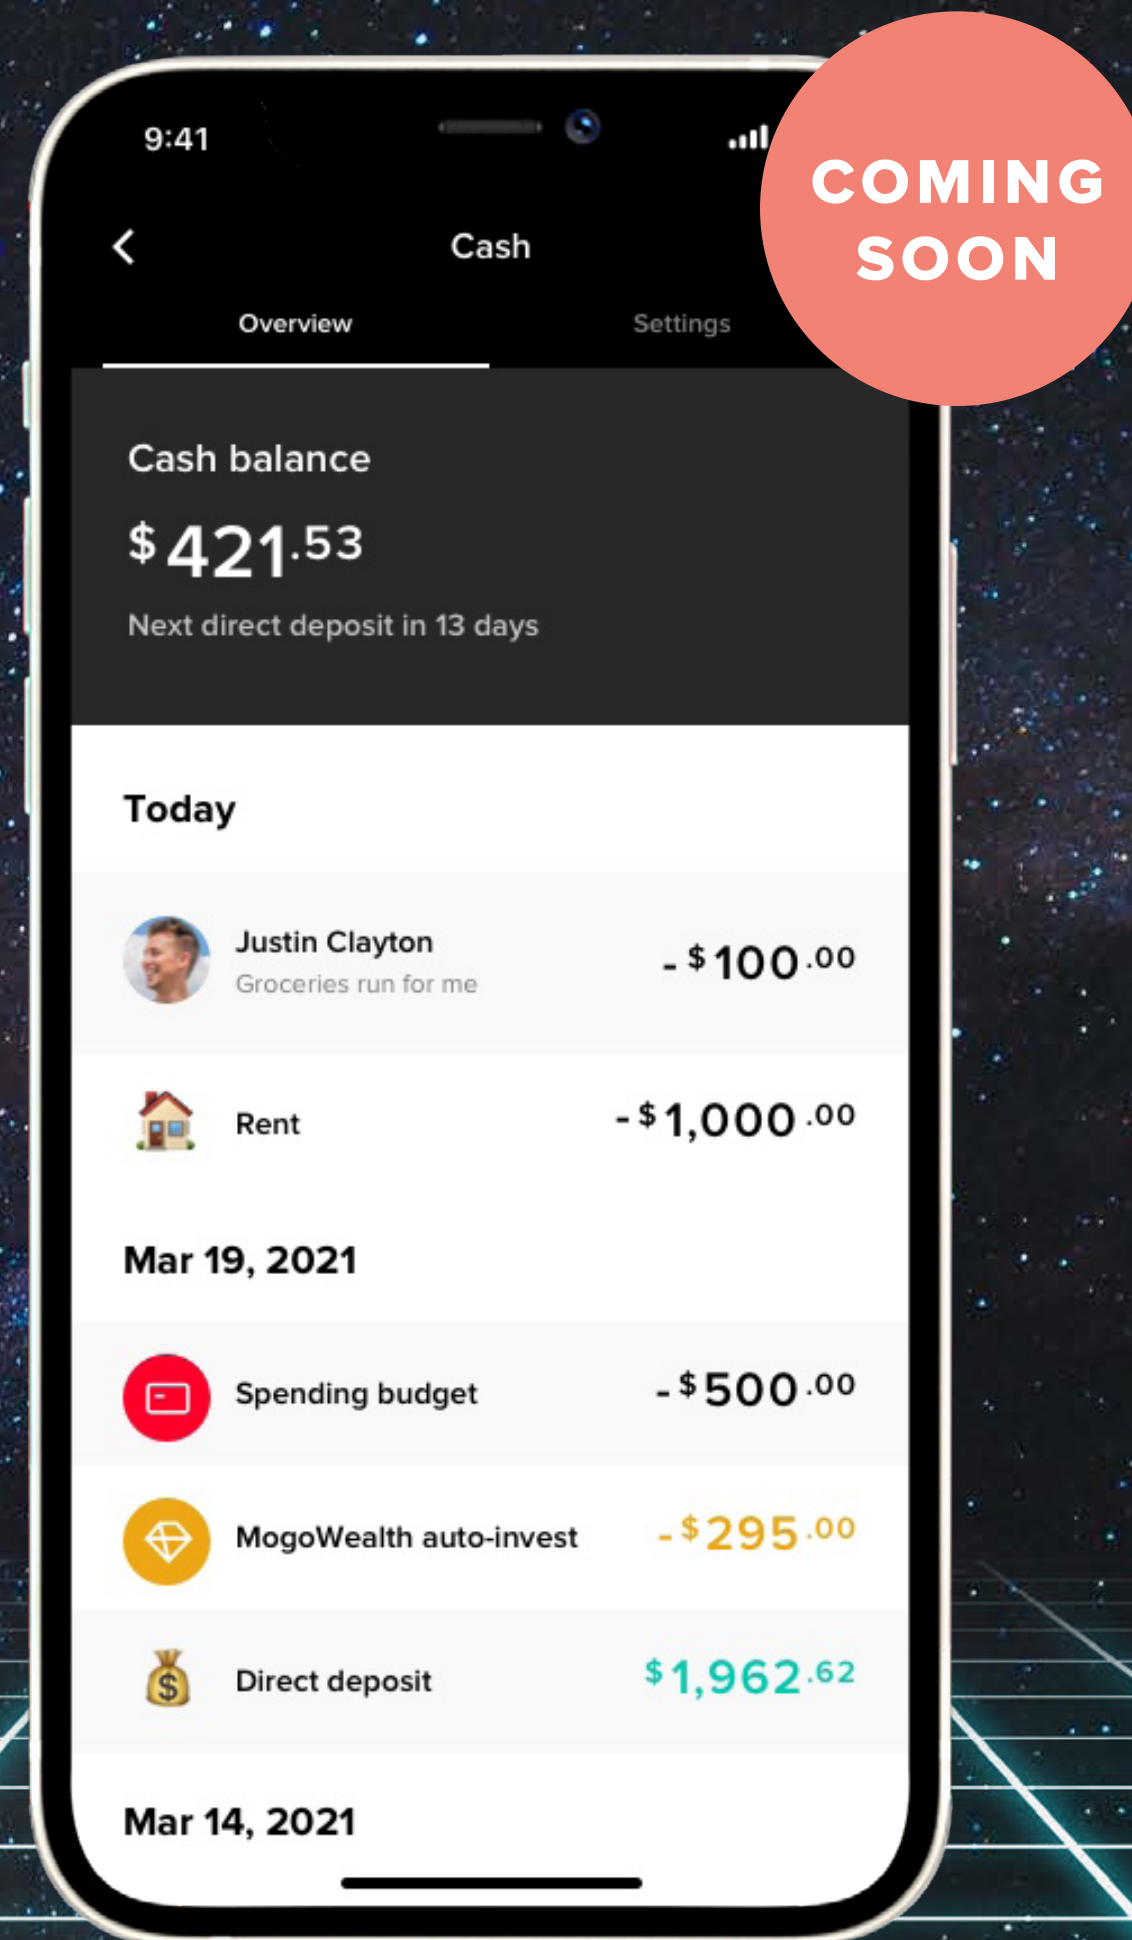 9:41
COMING
SOON
Cash
Overview Settings
Cash balance
$421.53
Next direct deposit in 13 days
Today
Justin Clayton
Groceries run for me
-$100.00
Rent -$1,000.00
Mar 19, 2021
Spending budget -$500.00
MogoWealth auto-invest -$295.00
$
Direct deposit $1,962.62
Mar 14, 2021